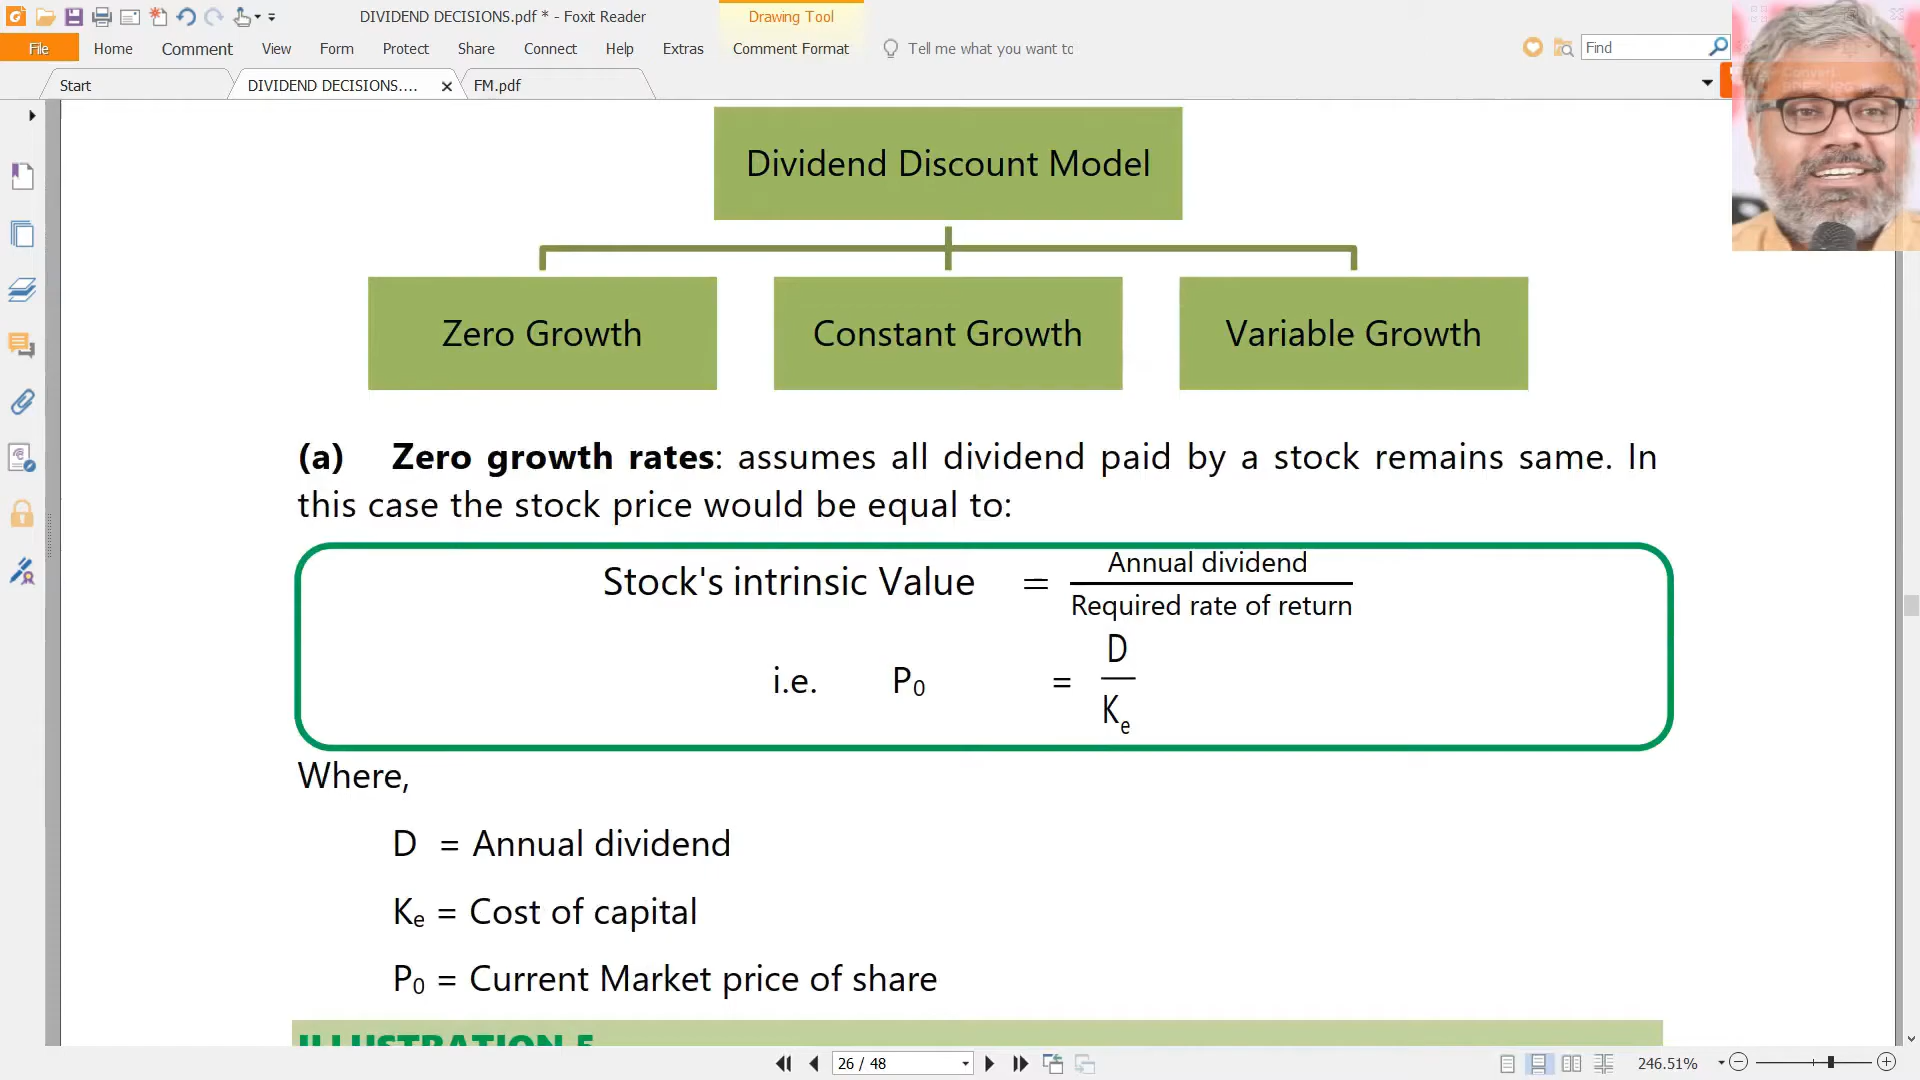 DIVIDEND DECISIONS.pdf * - Foxit Reader
Drawing Tool
File Home Comment View Form Protect Share Connect Help Extras Comment Format Tell me what you want to Find
Start DIVIDEND DECISIONS.... FM.pdf
Dividend Discount Model
Zero Growth Constant Growth Variable Growth
(a) Zero growth rates: assumes all dividend paid by a stock remains same. In
this case the stock price would be equal to:
Stock's intrinsic Value = Annual dividend
Required rate of return
i.e. P0 = D
Ke
Where,
D = Annual dividend
Ke = Cost of capital
P0 = Current Market price of share
ILLUSTRATION 5
26 / 48
246.51%